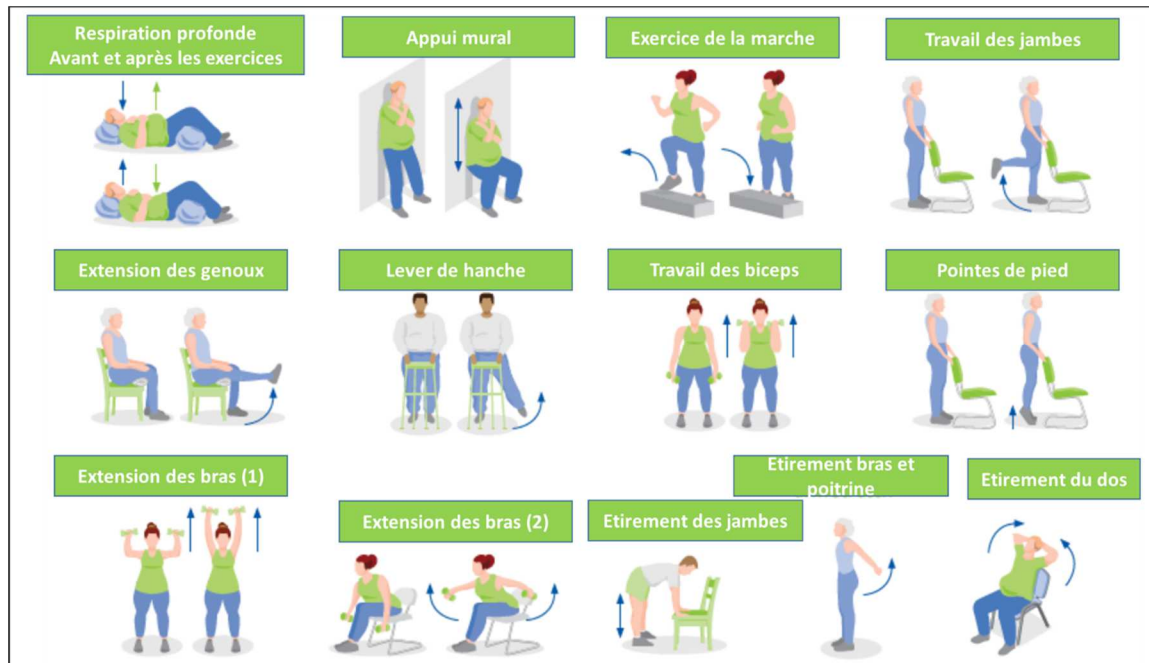 Respiration profonde
Avant et après les exercices
Appui mural
Exercice de la marche
Travail des jambes
Extension des genoux
Lever de hanche
Travail des biceps
Pointes de pied
Extension des bras (1)
Extension des bras (2)
Etirement des jambes
Etirement bras et
poitrine
Etirement du dos